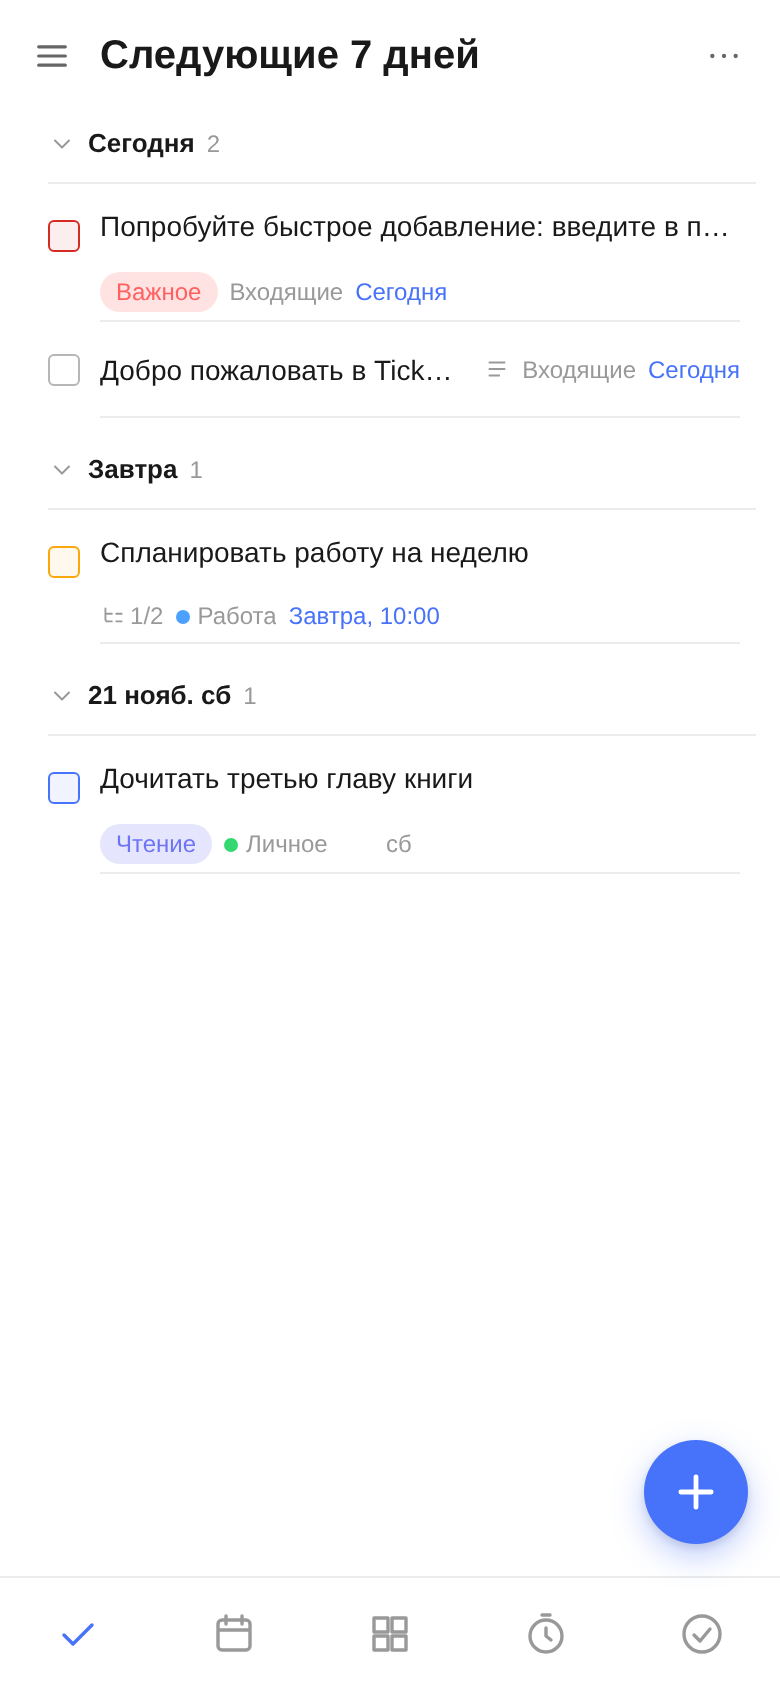 Следующие 7 дней
Сегодня 2
Попробуйте быстрое добавление: введите в п…
Важное Входящие Сегодня
Добро пожаловать в Tick… Входящие Сегодня
Завтра 1
Спланировать работу на неделю
1/2 Работа Завтра, 10:00
21 нояб. сб 1
Дочитать третью главу книги
Чтение Личное сб